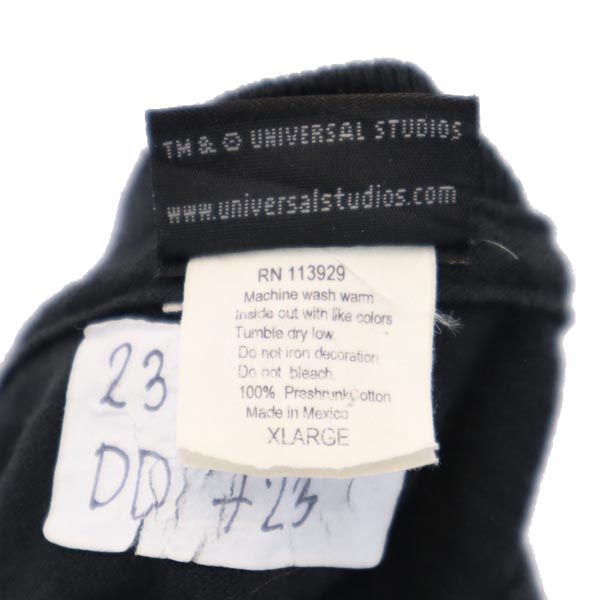 TM & © UNIVERSAL STUDIOS
www.universalstudios.com
RN 113929
Machine wash warm
Inside out with like colors
Tumble dry low
Do not iron decoration
Do not bleach.
100% Preshrunk Cotton
Made in Mexico
XLARGE
23
DD #23